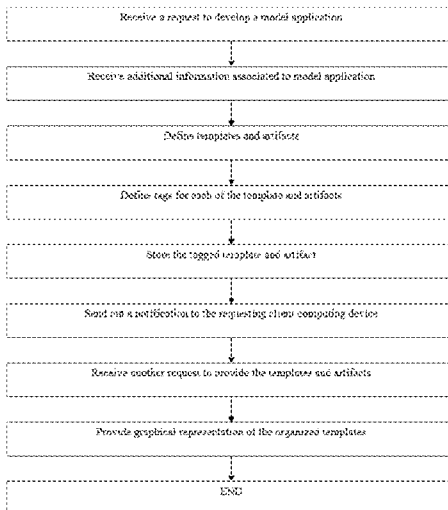 Receive a request to develop a model application
Receive additional information associated to model application
Define templates and artifacts
Define tags for each of the template and artifacts
Store the tagged template and artifact
Send out a notification to the requesting client computing device
Receive another request to provide the templates and artifacts
Provide graphical representation of the organized templates
END